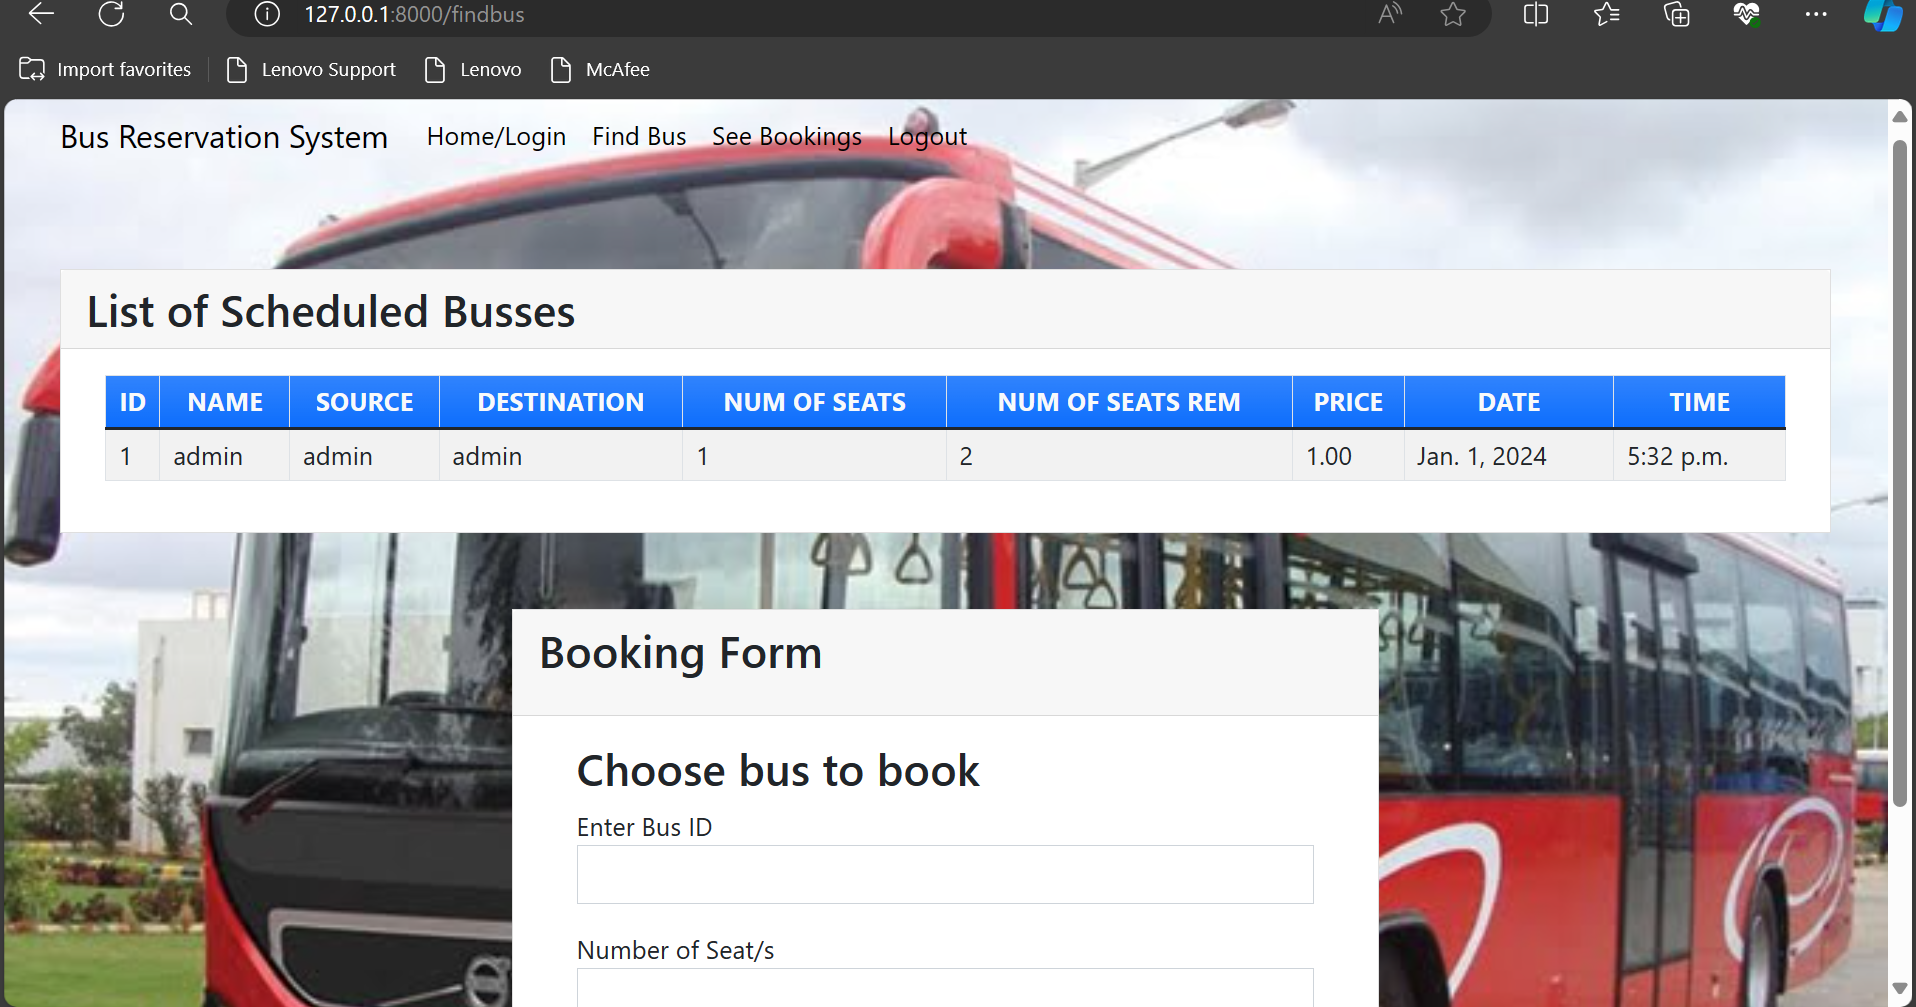 127.0.0.1:8000/findbus
Import favorites Lenovo Support Lenovo McAfee
Bus Reservation System Home/Login Find Bus See Bookings Logout
List of Scheduled Busses
ID NAME SOURCE DESTINATION NUM OF SEATS NUM OF SEATS REM PRICE DATE TIME
1 admin admin admin 1 2 1.00 Jan. 1, 2024 5:32 p.m.
Booking Form
Choose bus to book
Enter Bus ID
Number of Seat/s